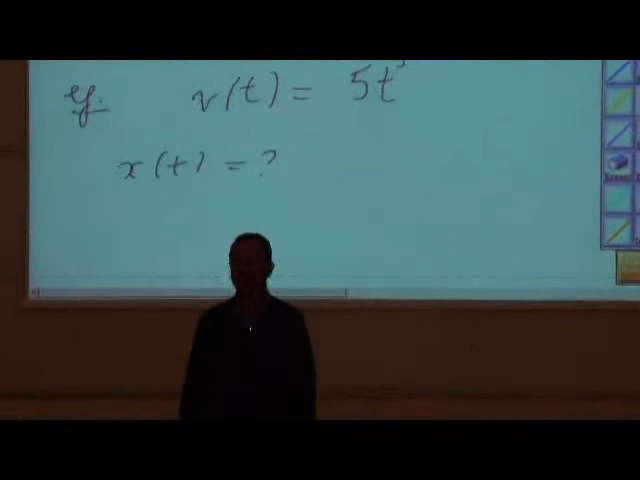 eg. v(t) = 5t
x(t) = ?